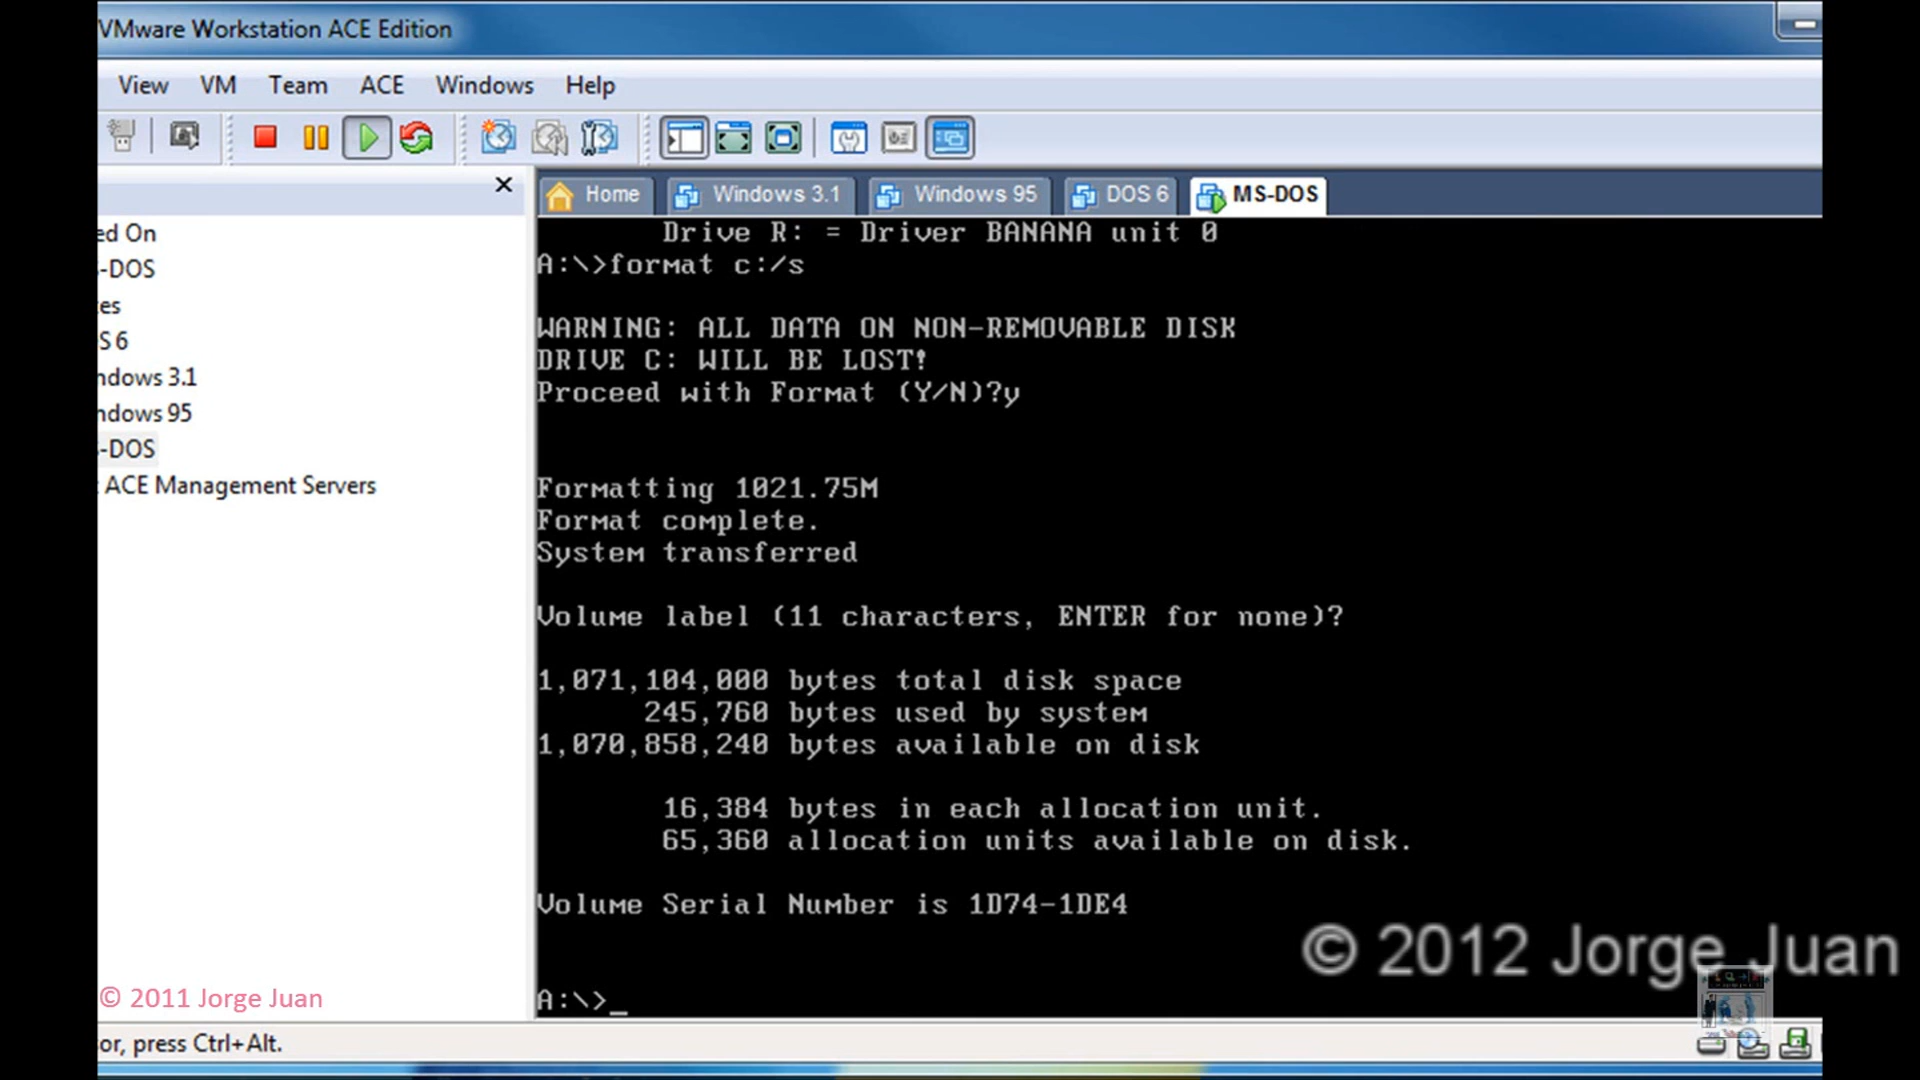 VMware Workstation ACE Edition
View VM Team ACE Windows Help
Home Windows 3.1 Windows 95 DOS 6 MS-DOS
ed On
-DOS
es
S 6
ndows 3.1
ndows 95
-DOS
ACE Management Servers
Drive R: = Driver BANANA unit 0
A:\>format c:/s
WARNING: ALL DATA ON NON-REMOVABLE DISK
DRIVE C: WILL BE LOST!
Proceed with Format (Y/N)?y
Formatting 1021.75M
Format complete.
System transferred
Volume label (11 characters, ENTER for none)?
1,071,104,000 bytes total disk space
245,760 bytes used by system
1,070,858,240 bytes available on disk
16,384 bytes in each allocation unit.
65,360 allocation units available on disk.
Volume Serial Number is 1D74-1DE4
A:\>_
© 2012 Jorge Juan
© 2011 Jorge Juan
or, press Ctrl+Alt.